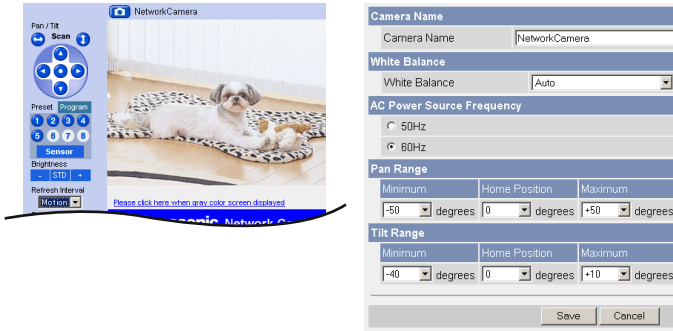 NetworkCamera
Pan / Tilt
Scan
Preset Program
1 2 3 4
5 6 7 8
Sensor
Brightness
- STD +
Refresh Interval
Motion
Please click here when gray color screen displayed
Network
Camera Name
Camera Name NetworkCamera
White Balance
White Balance Auto
AC Power Source Frequency
50Hz
60Hz
Pan Range
Minimum Home Position Maximum
-50 degrees 0 degrees +50 degrees
Tilt Range
Minimum Home Position Maximum
-40 degrees 0 degrees +10 degrees
Save Cancel